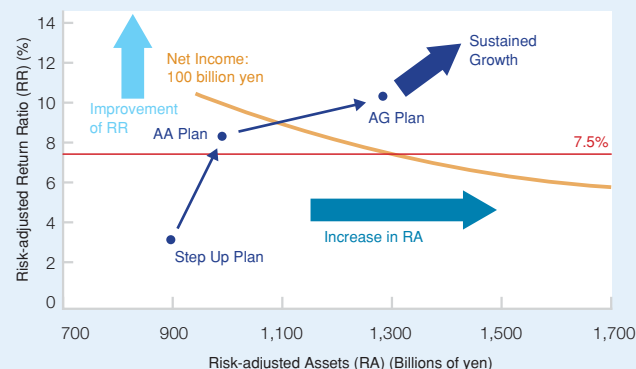 Risk-adjusted Return Ratio (RR) (%)
14
12
10
8
6
4
2
0
Net Income:
100 billion yen
Sustained
Growth
Improvement
of RR
AA Plan
AG Plan
7.5%
Increase in RA
Step Up Plan
700
900
1,100
1,300
1,500
1,700
Risk-adjusted Assets (RA) (Billions of yen)